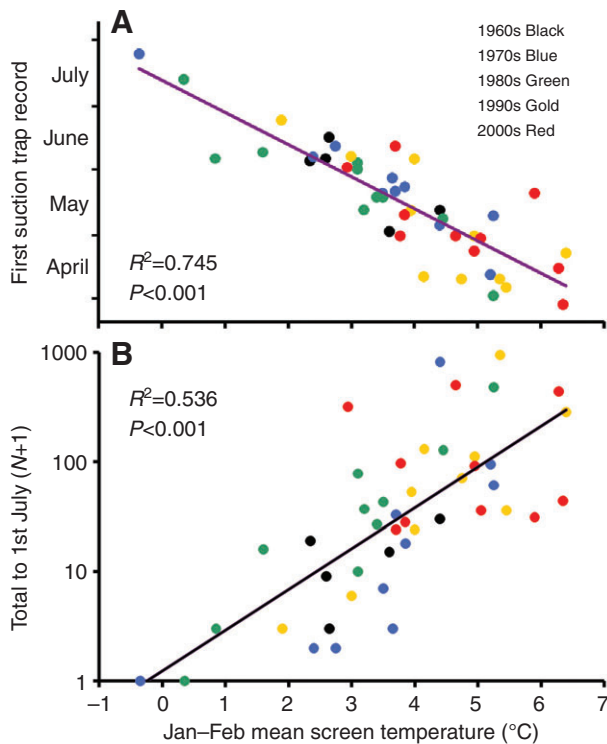 A
1960s Black
1970s Blue
1980s Green
1990s Gold
2000s Red
First suction trap record
July
June
May
April
R²=0.745
P<0.001
B
R²=0.536
P<0.001
Total to 1st July (N+1)
1000
100
10
1
–1 0 1 2 3 4 5 6 7
Jan–Feb mean screen temperature (°C)